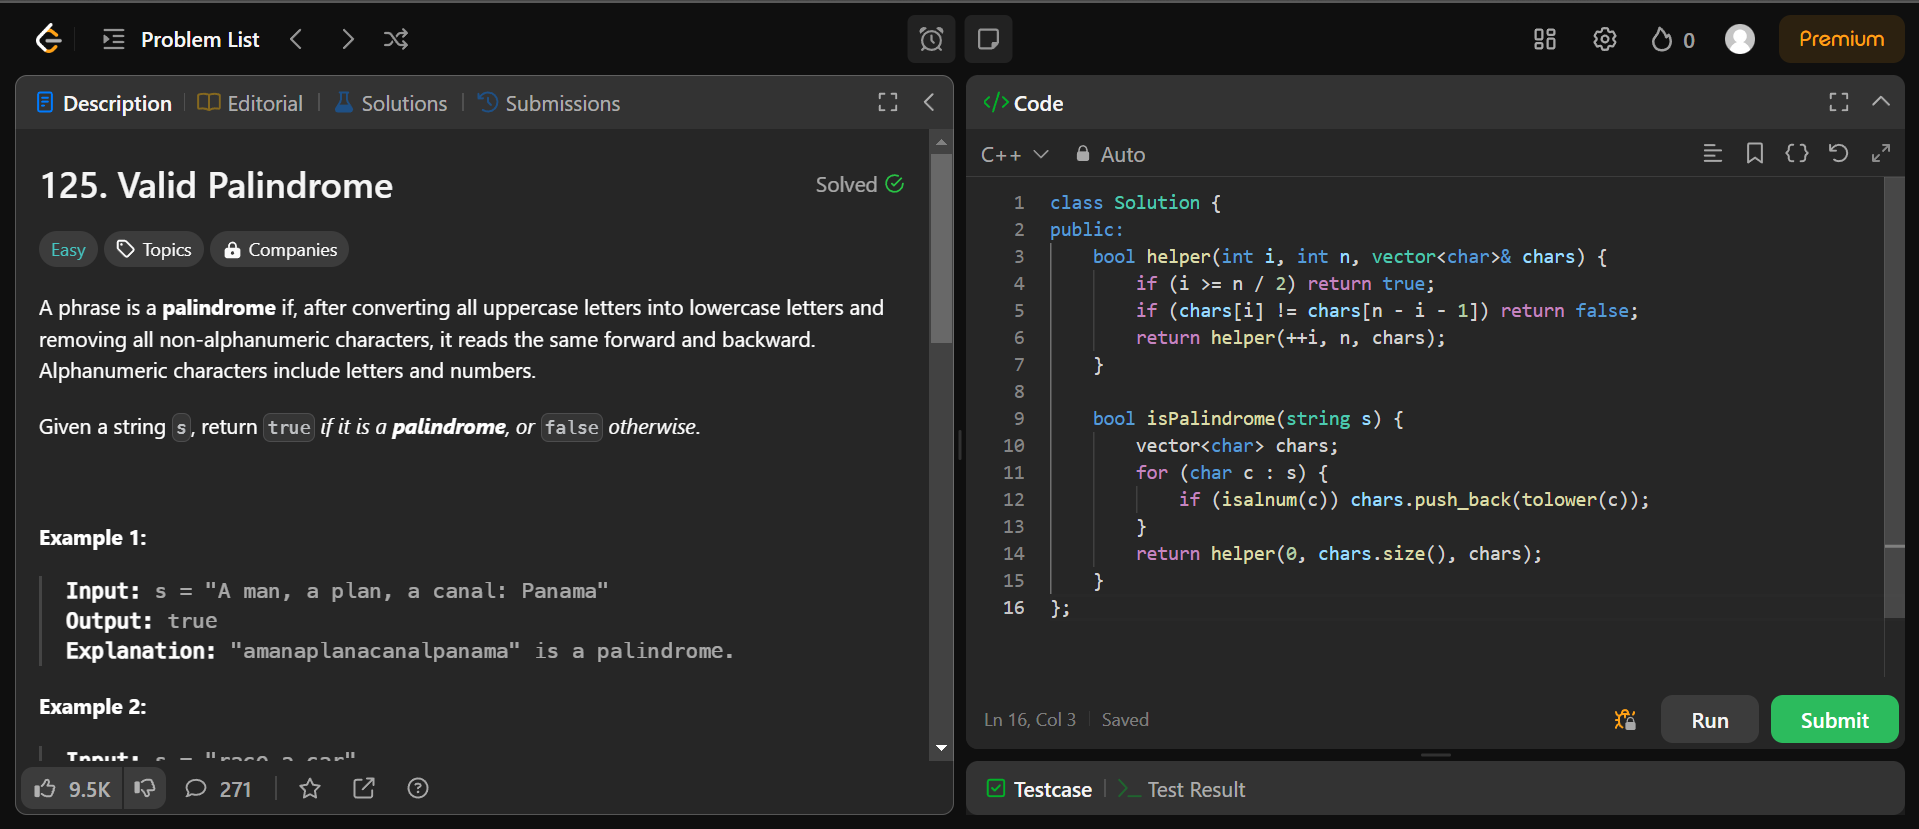 Problem List
0
Premium
Description
Editorial
Solutions
Submissions
125. Valid Palindrome
Solved
Easy
Topics
Companies
A phrase is a palindrome if, after converting all uppercase letters into lowercase letters and
removing all non-alphanumeric characters, it reads the same forward and backward.
Alphanumeric characters include letters and numbers.
Given a string s, return true if it is a palindrome, or false otherwise.
Example 1:
Input: s = "A man, a plan, a canal: Panama"
Output: true
Explanation: "amanaplanacanalpanama" is a palindrome.
Example 2:
Input: s = "race a car"
9.5K
271
Code
C++
Auto
1 class Solution {
2 public:
3     bool helper(int i, int n, vector<char>& chars) {
4         if (i >= n / 2) return true;
5         if (chars[i] != chars[n - i - 1]) return false;
6         return helper(++i, n, chars);
7     }
8
9     bool isPalindrome(string s) {
10         vector<char> chars;
11         for (char c : s) {
12             if (isalnum(c)) chars.push_back(tolower(c));
13         }
14         return helper(0, chars.size(), chars);
15     }
16 };
Ln 16, Col 3
Saved
Run
Submit
Testcase
Test Result